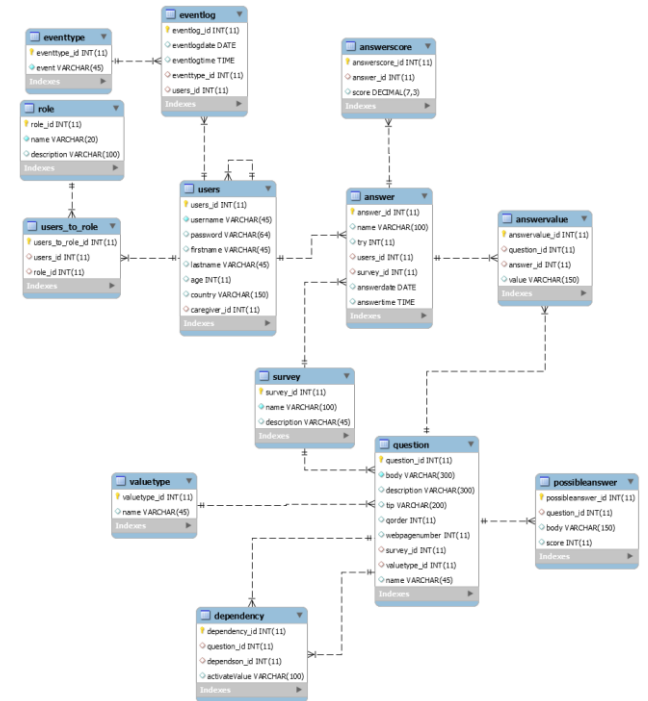 eventlog
eventlog_id INT(11)
eventlogdate DATE
eventlogtime TIME
eventtype_id INT(11)
users_id INT(11)
Indexes
eventtype
eventtype_id INT(11)
event VARCHAR(45)
Indexes
answerscore
answerscore_id INT(11)
answer_id INT(11)
score DECIMAL(7,3)
Indexes
role
role_id INT(11)
name VARCHAR(20)
description VARCHAR(100)
Indexes
users
users_id INT(11)
username VARCHAR(45)
password VARCHAR(64)
firstname VARCHAR(45)
lastname VARCHAR(45)
age INT(11)
country VARCHAR(150)
caregiver_id INT(11)
Indexes
answer
answer_id INT(11)
name VARCHAR(100)
try INT(11)
users_id INT(11)
survey_id INT(11)
answerdate DATE
answertime TIME
Indexes
answervalue
answervalue_id INT(11)
question_id INT(11)
answer_id INT(11)
value VARCHAR(150)
Indexes
users_to_role
users_to_role_id INT(11)
users_id INT(11)
role_id INT(11)
Indexes
survey
survey_id INT(11)
name VARCHAR(100)
description VARCHAR(45)
Indexes
question
question_id INT(11)
body VARCHAR(300)
description VARCHAR(300)
tip VARCHAR(200)
qorder INT(11)
webpagenumber INT(11)
survey_id INT(11)
valuetype_id INT(11)
name VARCHAR(45)
Indexes
valuetype
valuetype_id INT(11)
name VARCHAR(45)
Indexes
possibleanswer
possibleanswer_id INT(11)
question_id INT(11)
body VARCHAR(150)
score INT(11)
Indexes
dependency
dependency_id INT(11)
question_id INT(11)
dependson_id INT(11)
activateValue VARCHAR(100)
Indexes